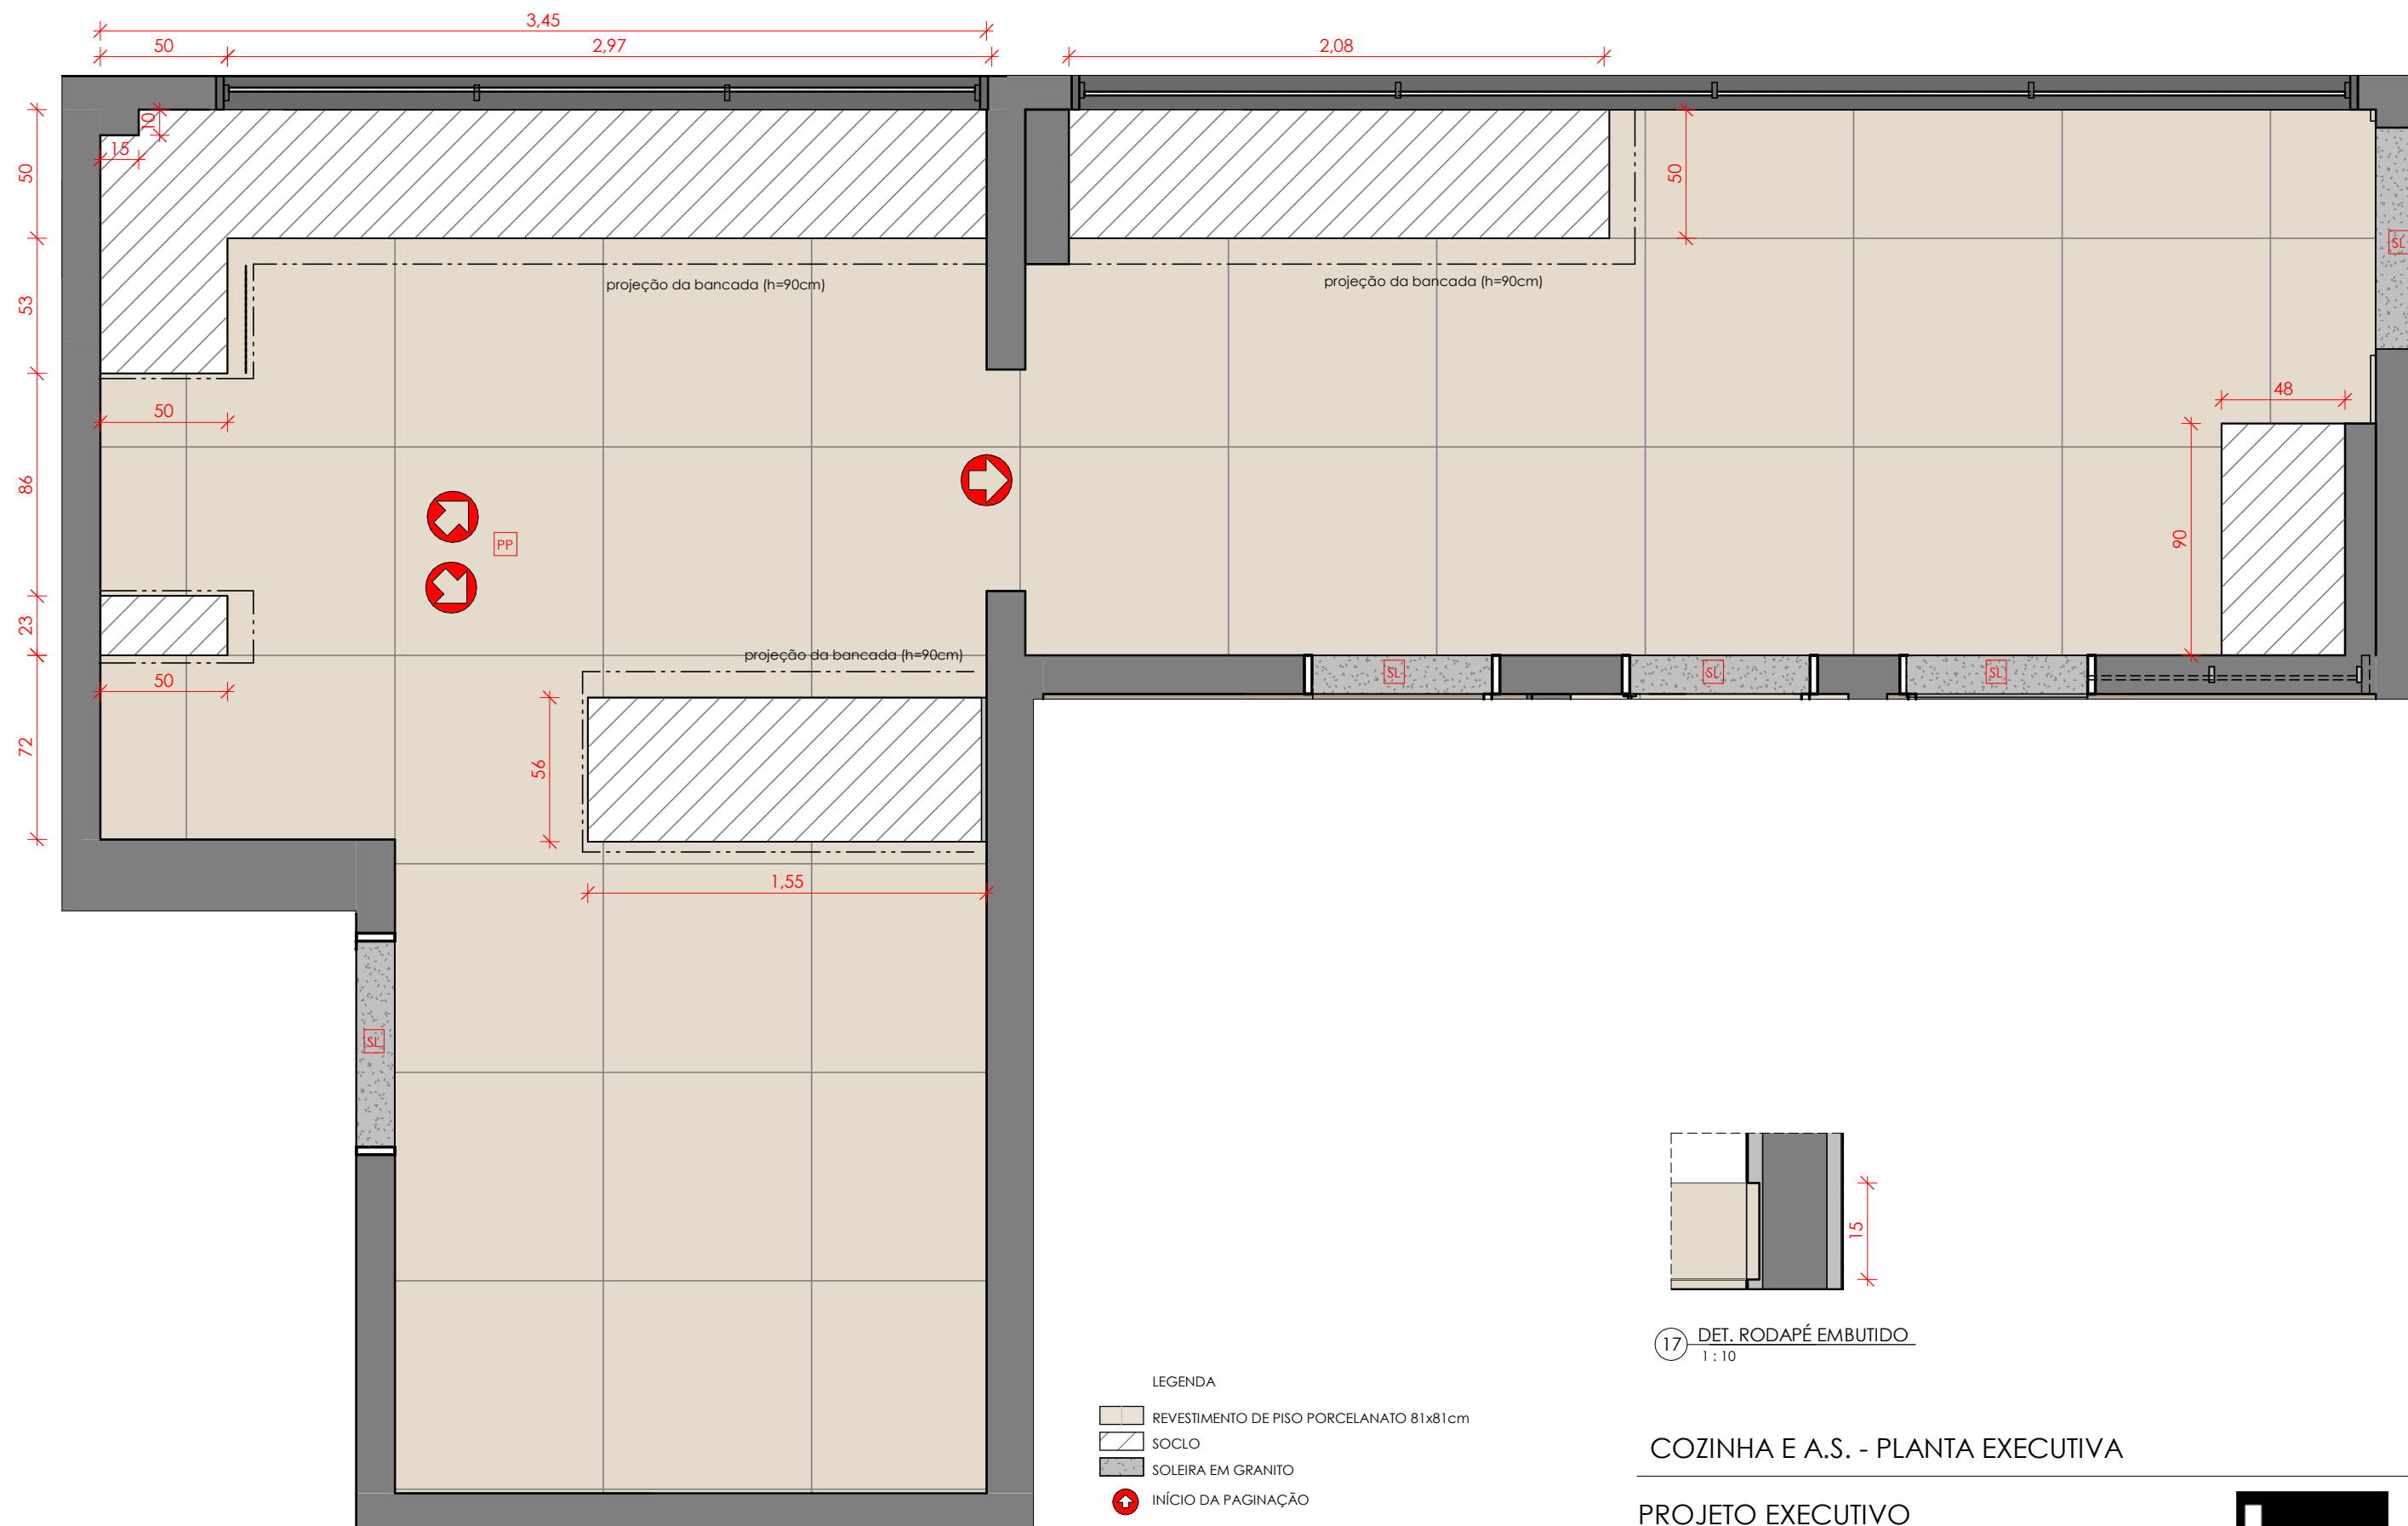 3,45
50
2,97
2,08
10
15
50
50
53
projeção da bancada (h=90cm)
projeção da bancada (h=90cm)
SL
50
48
86
90
PP
23
projeção da bancada (h=90cm)
50
SL
SL
SL
72
56
1,55
SL
15
17
DET. RODAPÉ EMBUTIDO
1 : 10
LEGENDA
REVESTIMENTO DE PISO PORCELANATO 81x81cm
SOCLO
SOLEIRA EM GRANITO
INÍCIO DA PAGINAÇÃO
COZINHA E A.S. - PLANTA EXECUTIVA
PROJETO EXECUTIVO